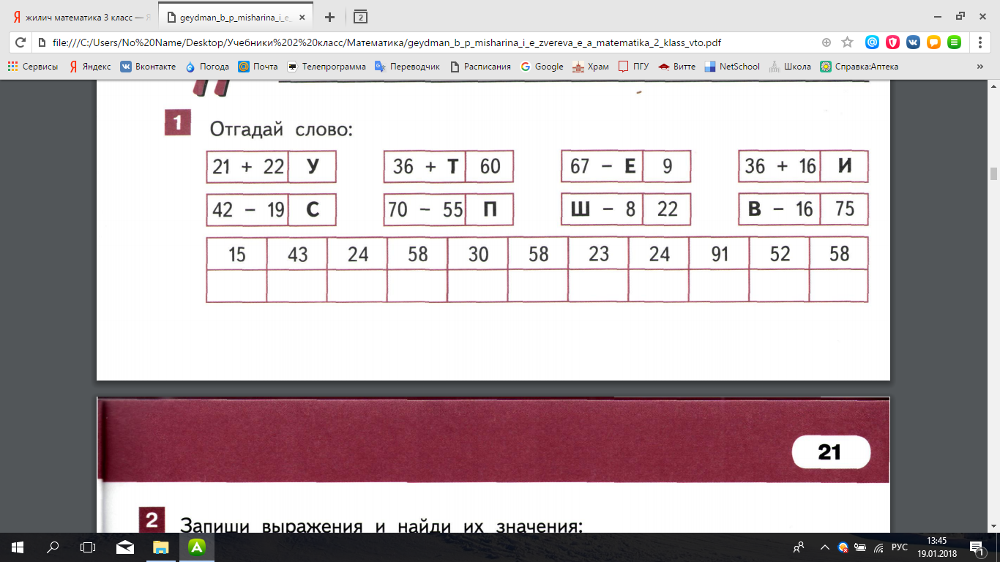 жилич математика 3 класс — Я
geydman_b_p_misharina_i_e_
2
file:///C:/Users/No%20Name/Desktop/Учебники%202%20класс/Математика/geydman_b_p_misharina_i_e_zvereva_e_a_matematika_2_klass_vto.pdf
Сервисы Яндекс Вконтакте Погода Почта Телепрограмма Переводчик Расписания Google Храм ПГУ Витте NetSchool Школа Справка:Аптека »
1 Отгадай слово:
21 + 22 У 36 + Т 60 67 – Е 9 36 + 16 И
42 – 19 С 70 – 55 П Ш – 8 22 В – 16 75
15 43 24 58 30 58 23 24 91 52 58
21
2 Запиши выражения и найди их значения:
РУС 13:45
19.01.2018 1